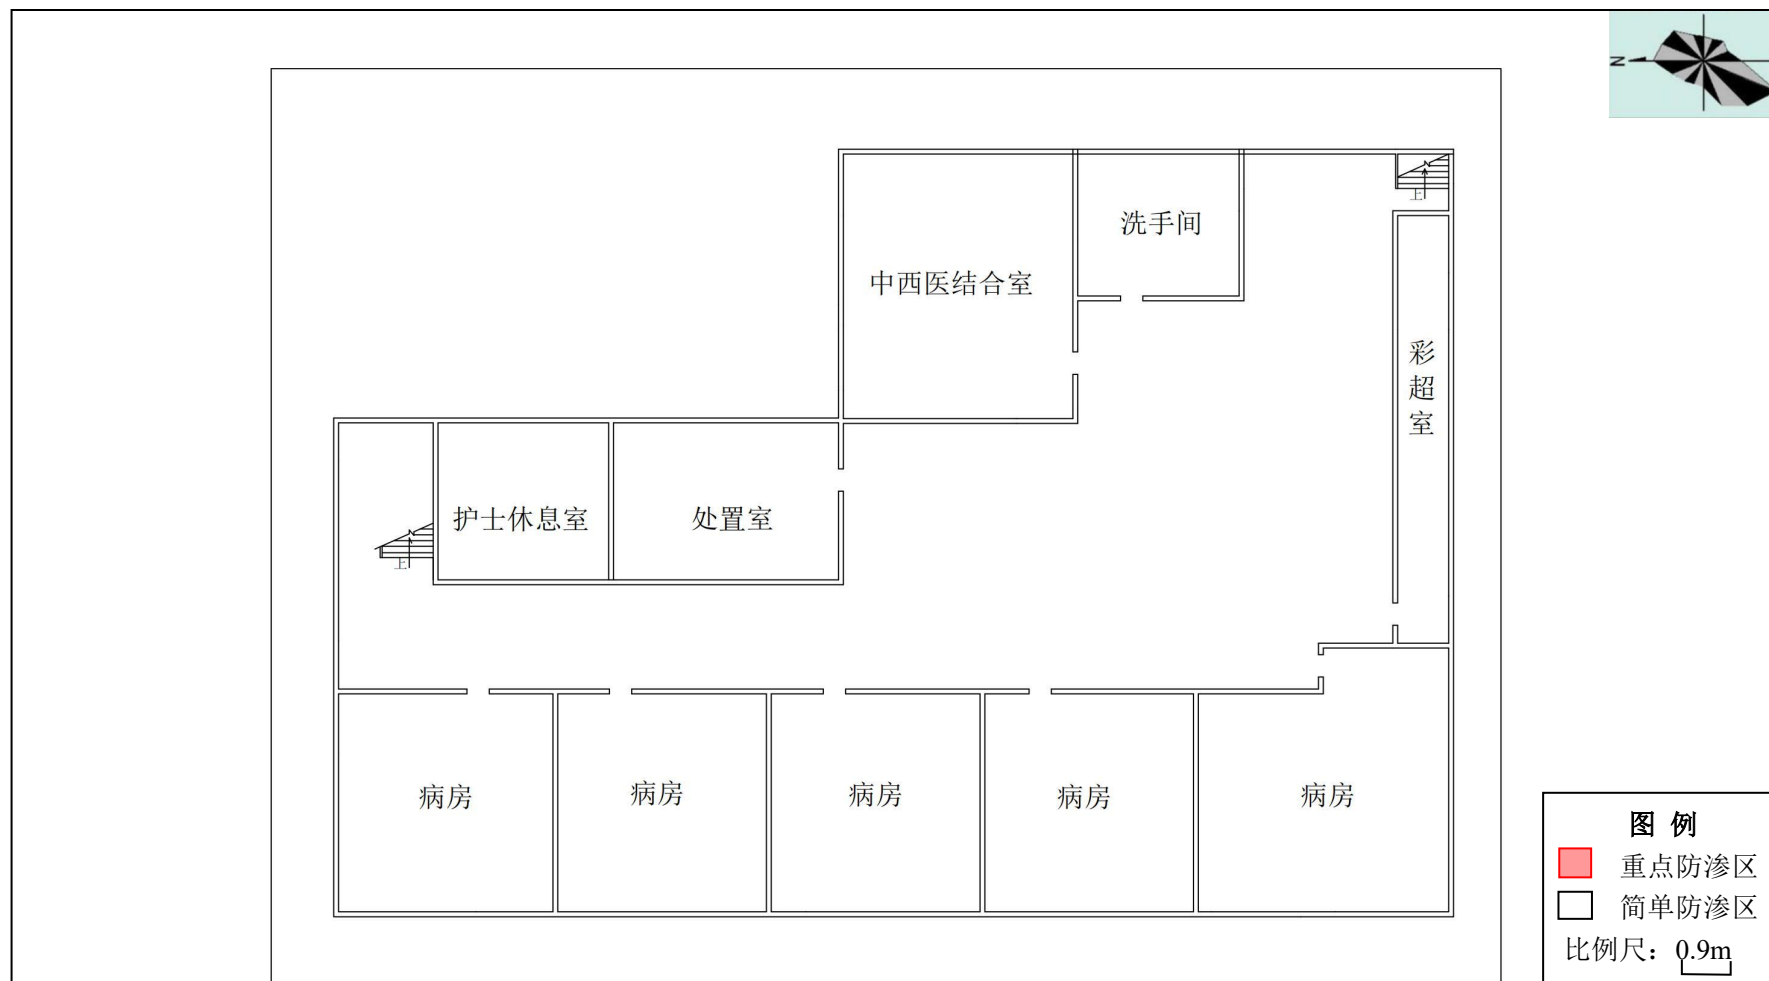 N
上
洗手间
中西医结合室
彩
超
室
护士休息室
处置室
上
病房
病房
病房
病房
病房
图 例
重点防渗区
简单防渗区
比例尺：0.9m